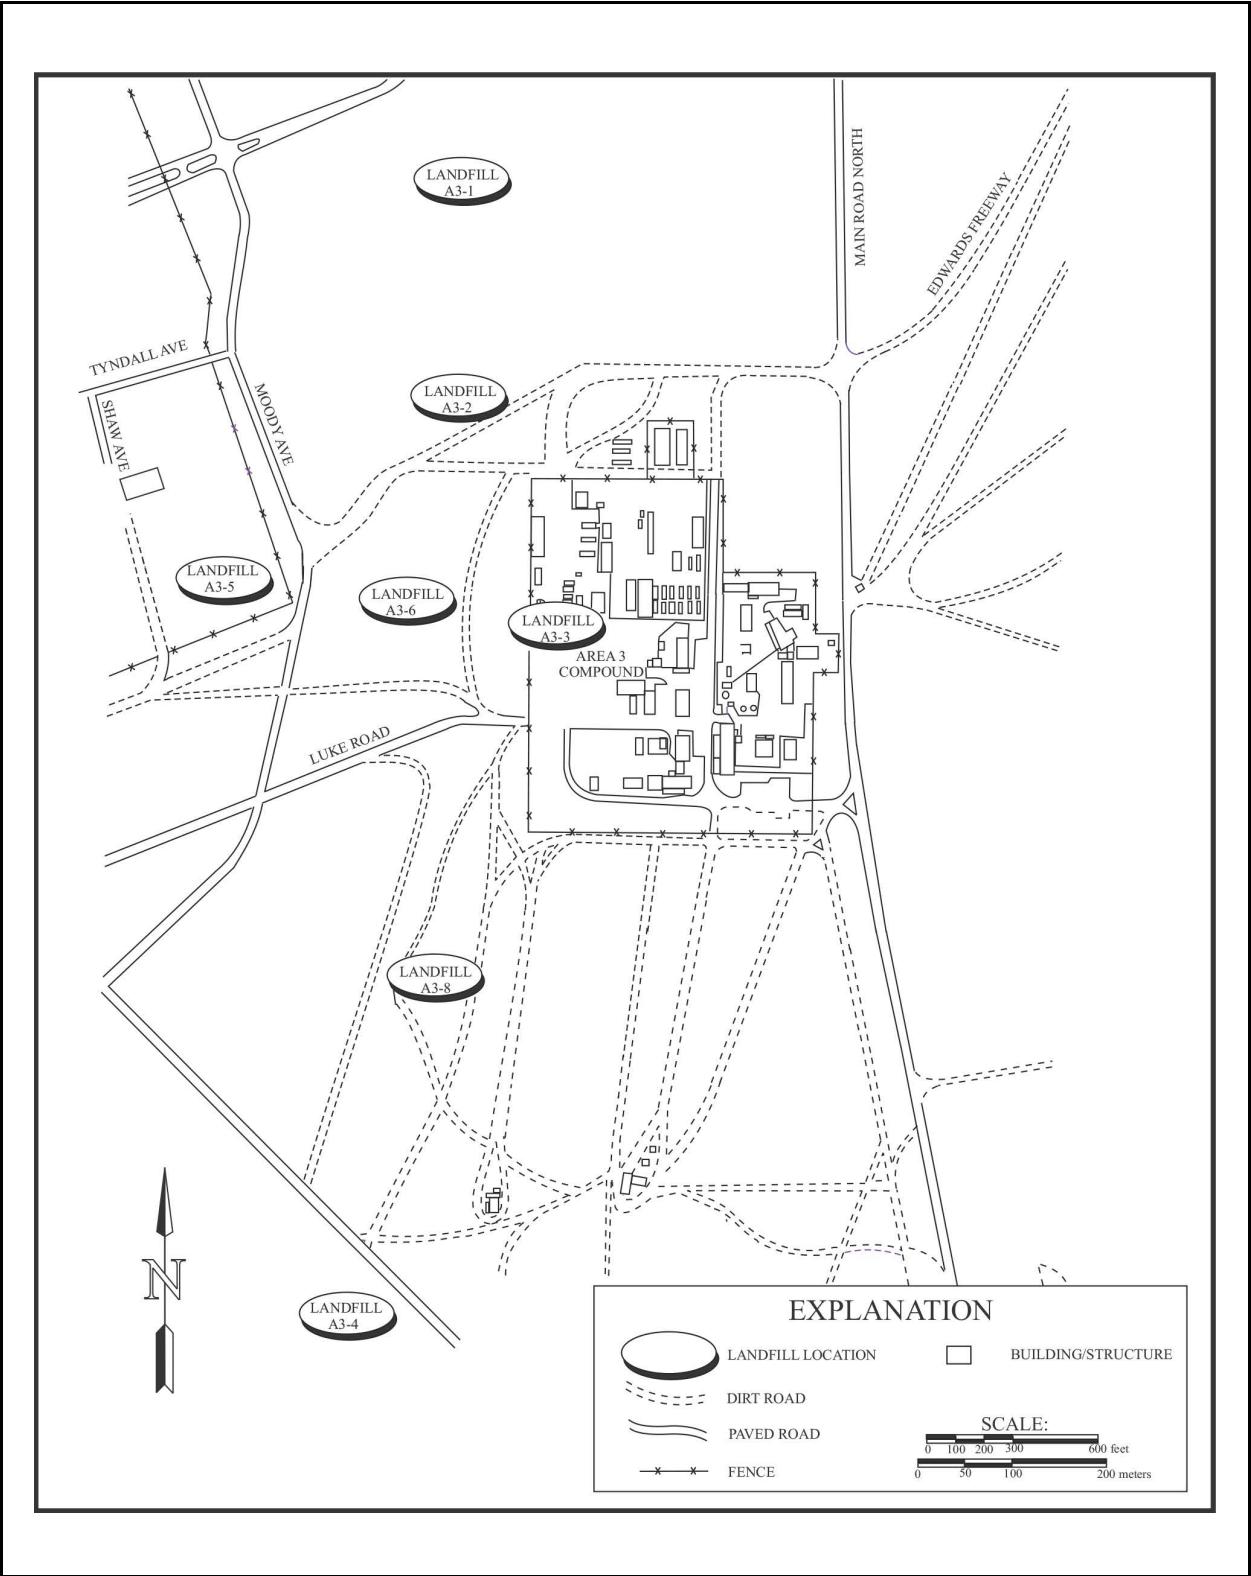 LANDFILL
A3-1
MAIN ROAD NORTH
EDWARDS FREEWAY
TYNDALL AVE
SHAW AVE
MOODY AVE
LANDFILL
A3-2
LANDFILL
A3-5
LANDFILL
A3-6
LANDFILL
A3-3
AREA 3
COMPOUND
LUKE ROAD
LANDFILL
A3-8
N
LANDFILL
A3-4
EXPLANATION
LANDFILL LOCATION
BUILDING/STRUCTURE
DIRT ROAD
PAVED ROAD
FENCE
SCALE:
0 100 200 300 600 feet
0 50 100 200 meters